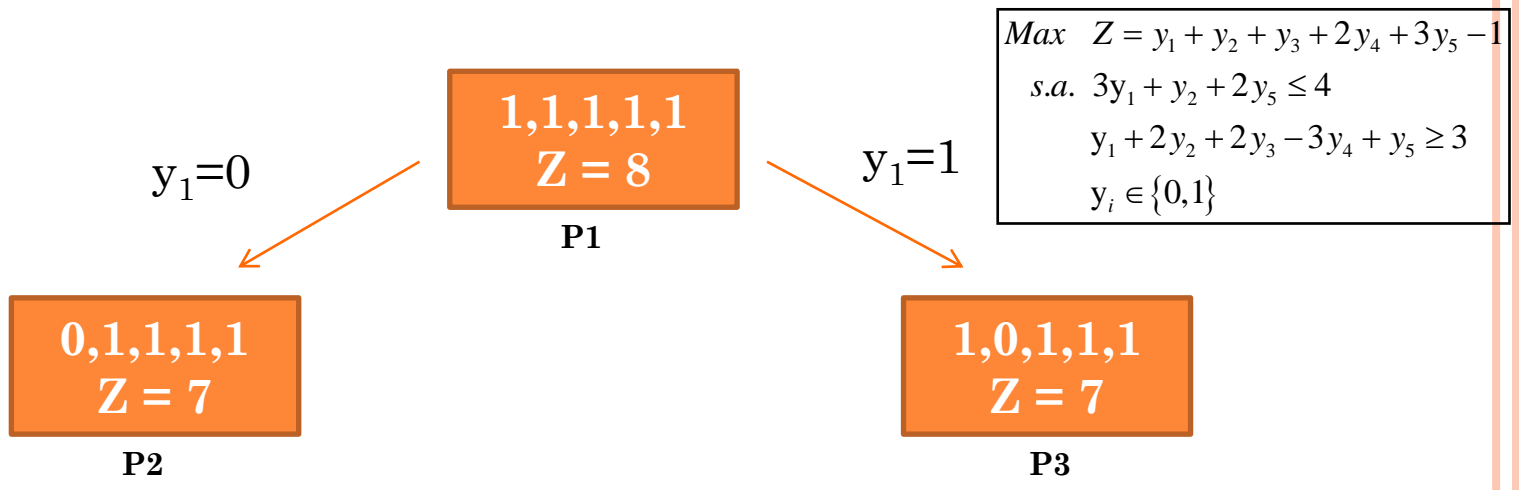 Max Z = y₁ + y₂ + y₃ + 2y₄ + 3y₅ − 1
s.a. 3y₁ + y₂ + 2y₅ ≤ 4
y₁ + 2y₂ + 2y₃ − 3y₄ + y₅ ≥ 3
yᵢ ∈ {0,1}
1,1,1,1,1
Z = 8
P1
y₁=0
y₁=1
0,1,1,1,1
Z = 7
P2
1,0,1,1,1
Z = 7
P3